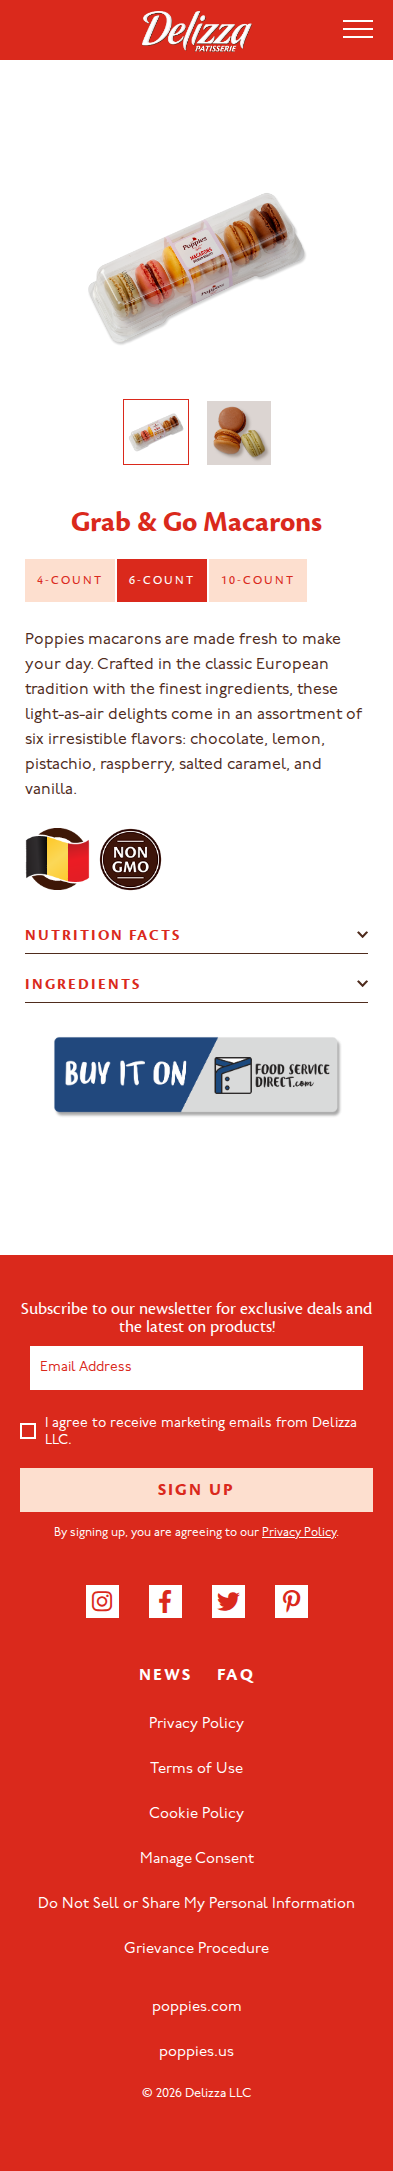 Delizza
PATISSERIE
Poppies
MACARONS
Poppies
Grab & Go Macarons
4-COUNT 6-COUNT 10-COUNT
Poppies macarons are made fresh to make
your day. Crafted in the classic European
tradition with the finest ingredients, these
light-as-air delights come in an assortment of
six irresistible flavors: chocolate, lemon,
pistachio, raspberry, salted caramel, and
vanilla.
NON
GMO
NUTRITION FACTS
INGREDIENTS
BUY IT ON FOOD SERVICE
DIRECT.com
Subscribe to our newsletter for exclusive deals and
the latest on products!
Email Address
I agree to receive marketing emails from Delizza
LLC.
SIGN UP
By signing up, you are agreeing to our Privacy Policy.
NEWS FAQ
Privacy Policy
Terms of Use
Cookie Policy
Manage Consent
Do Not Sell or Share My Personal Information
Grievance Procedure
poppies.com
poppies.us
© 2026 Delizza LLC